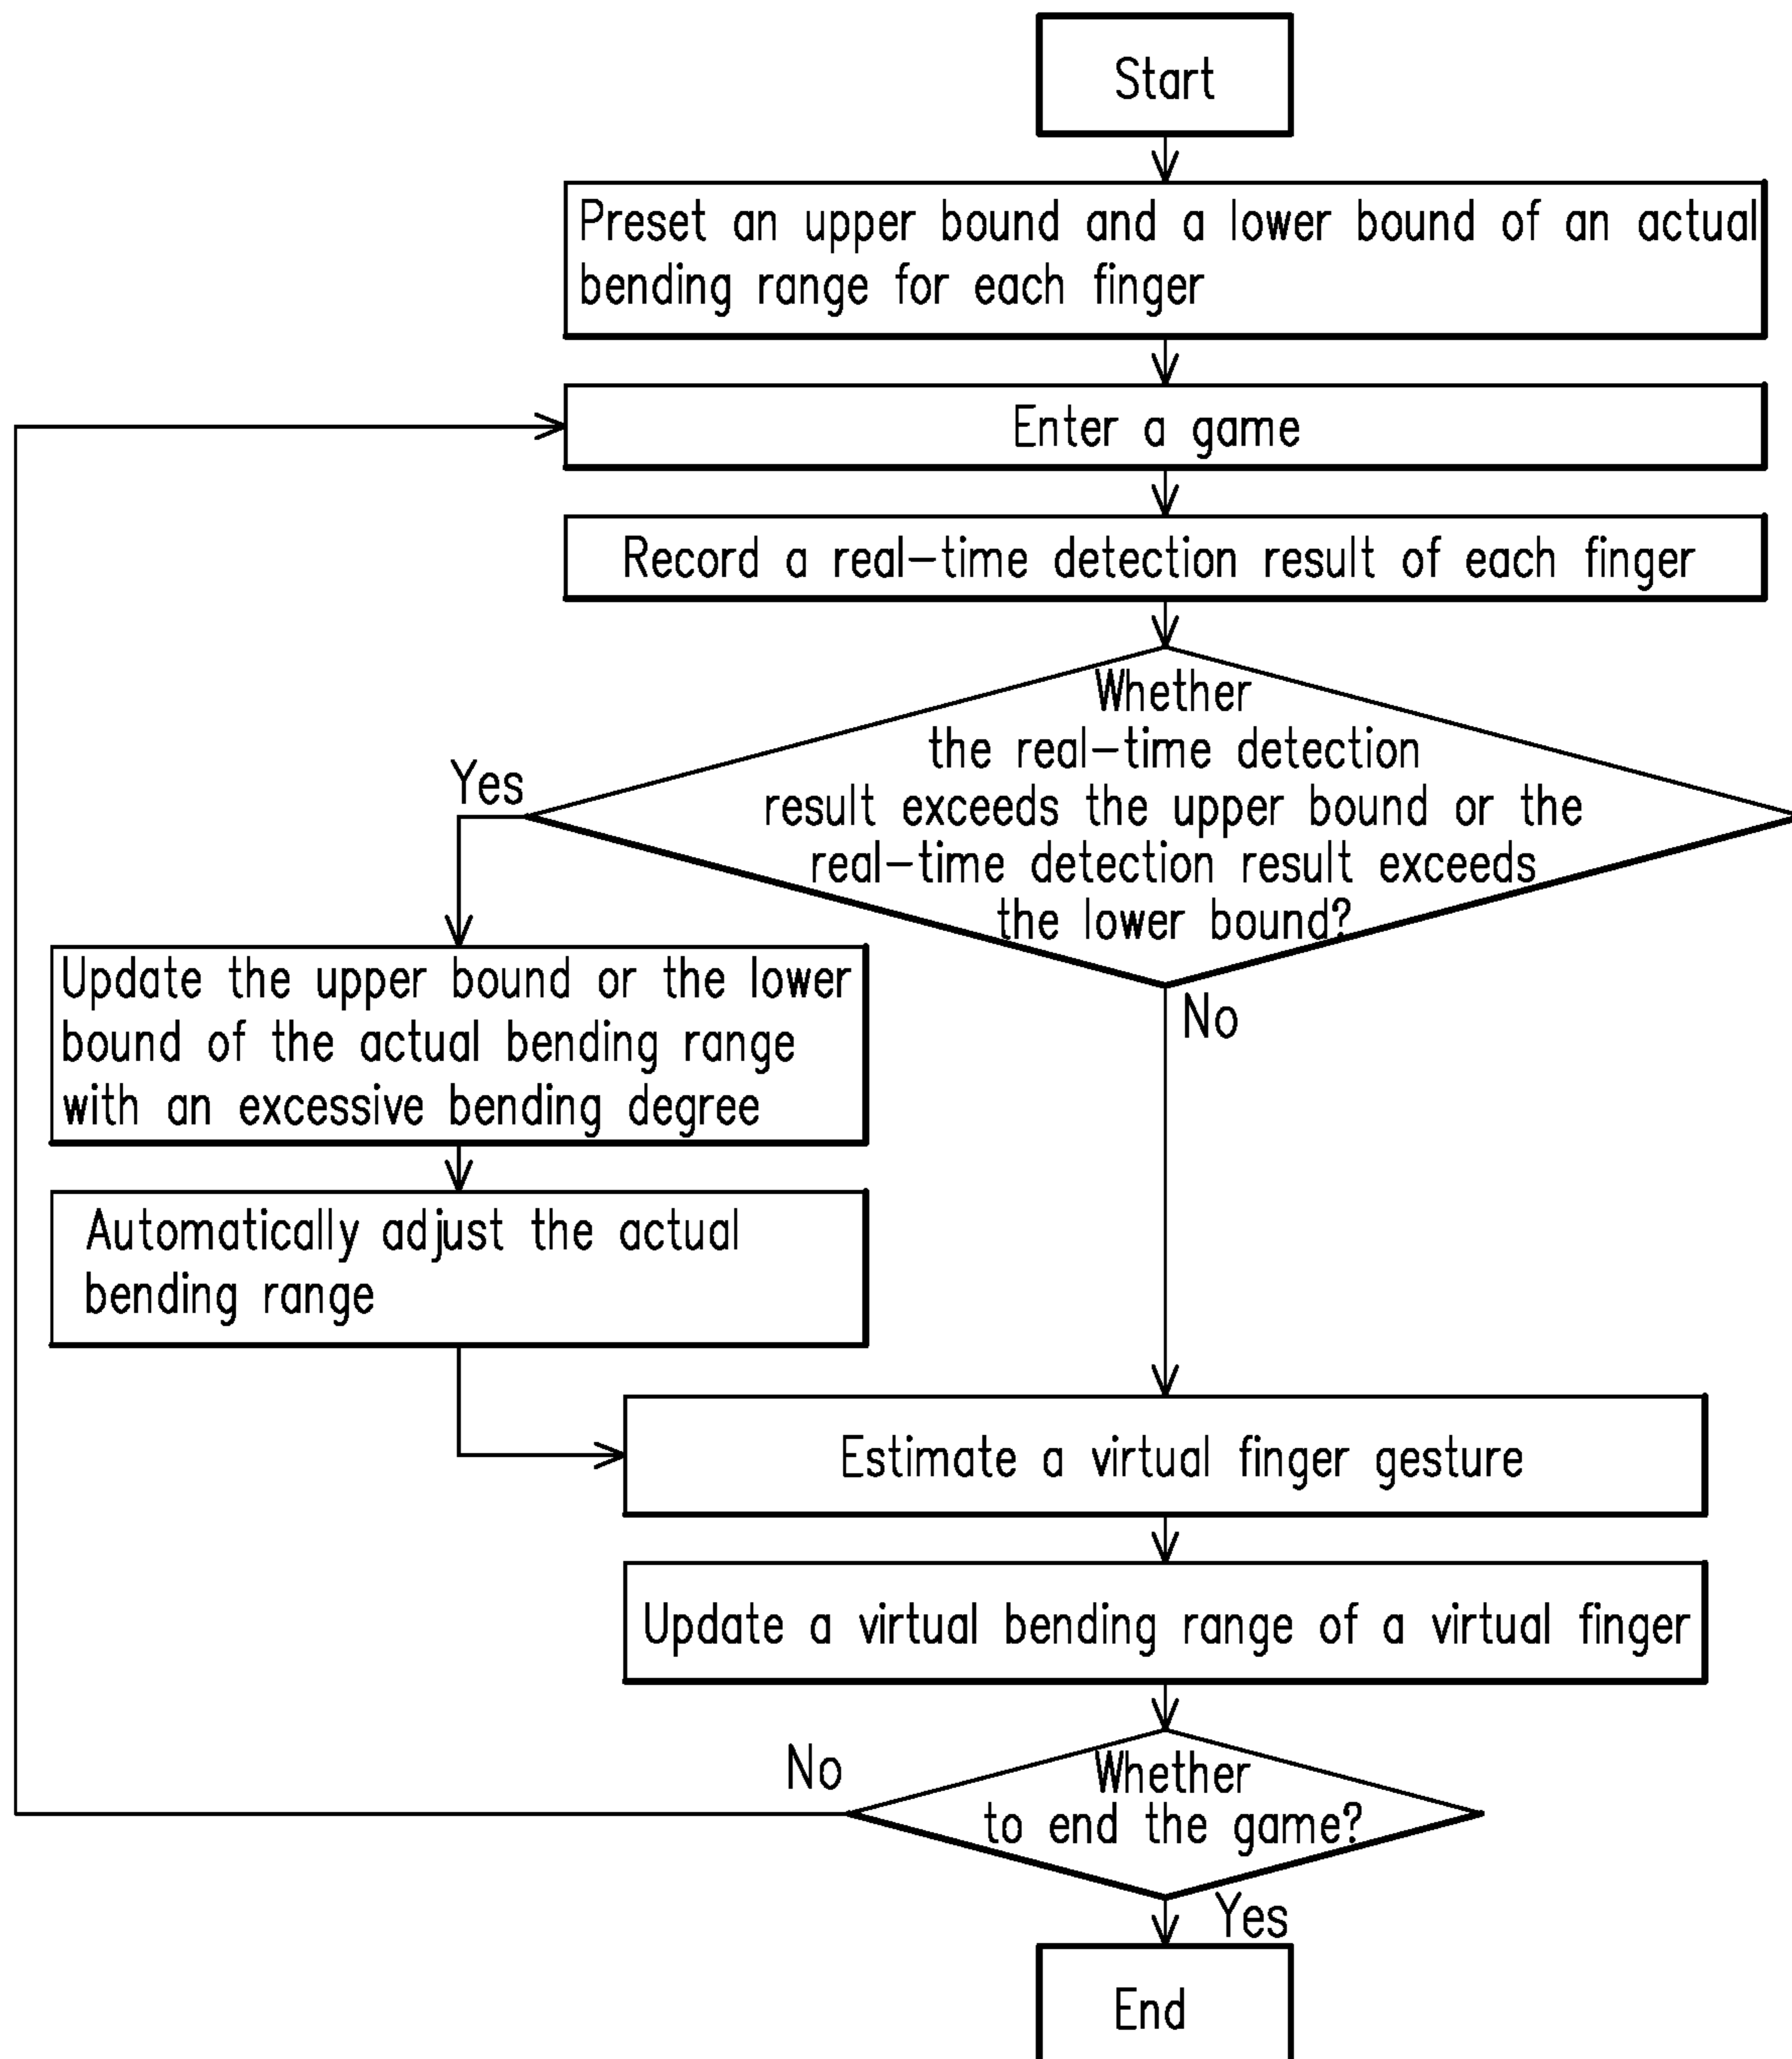 Start
Preset an upper bound and a lower bound of an actual
bending range for each finger
Enter a game
Record a real-time detection result of each finger
Whether
the real-time detection
result exceeds the upper bound or the
real-time detection result exceeds
the lower bound?
Yes
No
Update the upper bound or the lower
bound of the actual bending range
with an excessive bending degree
Automatically adjust the actual
bending range
Estimate a virtual finger gesture
Update a virtual bending range of a virtual finger
Whether
to end the game?
No
Yes
End